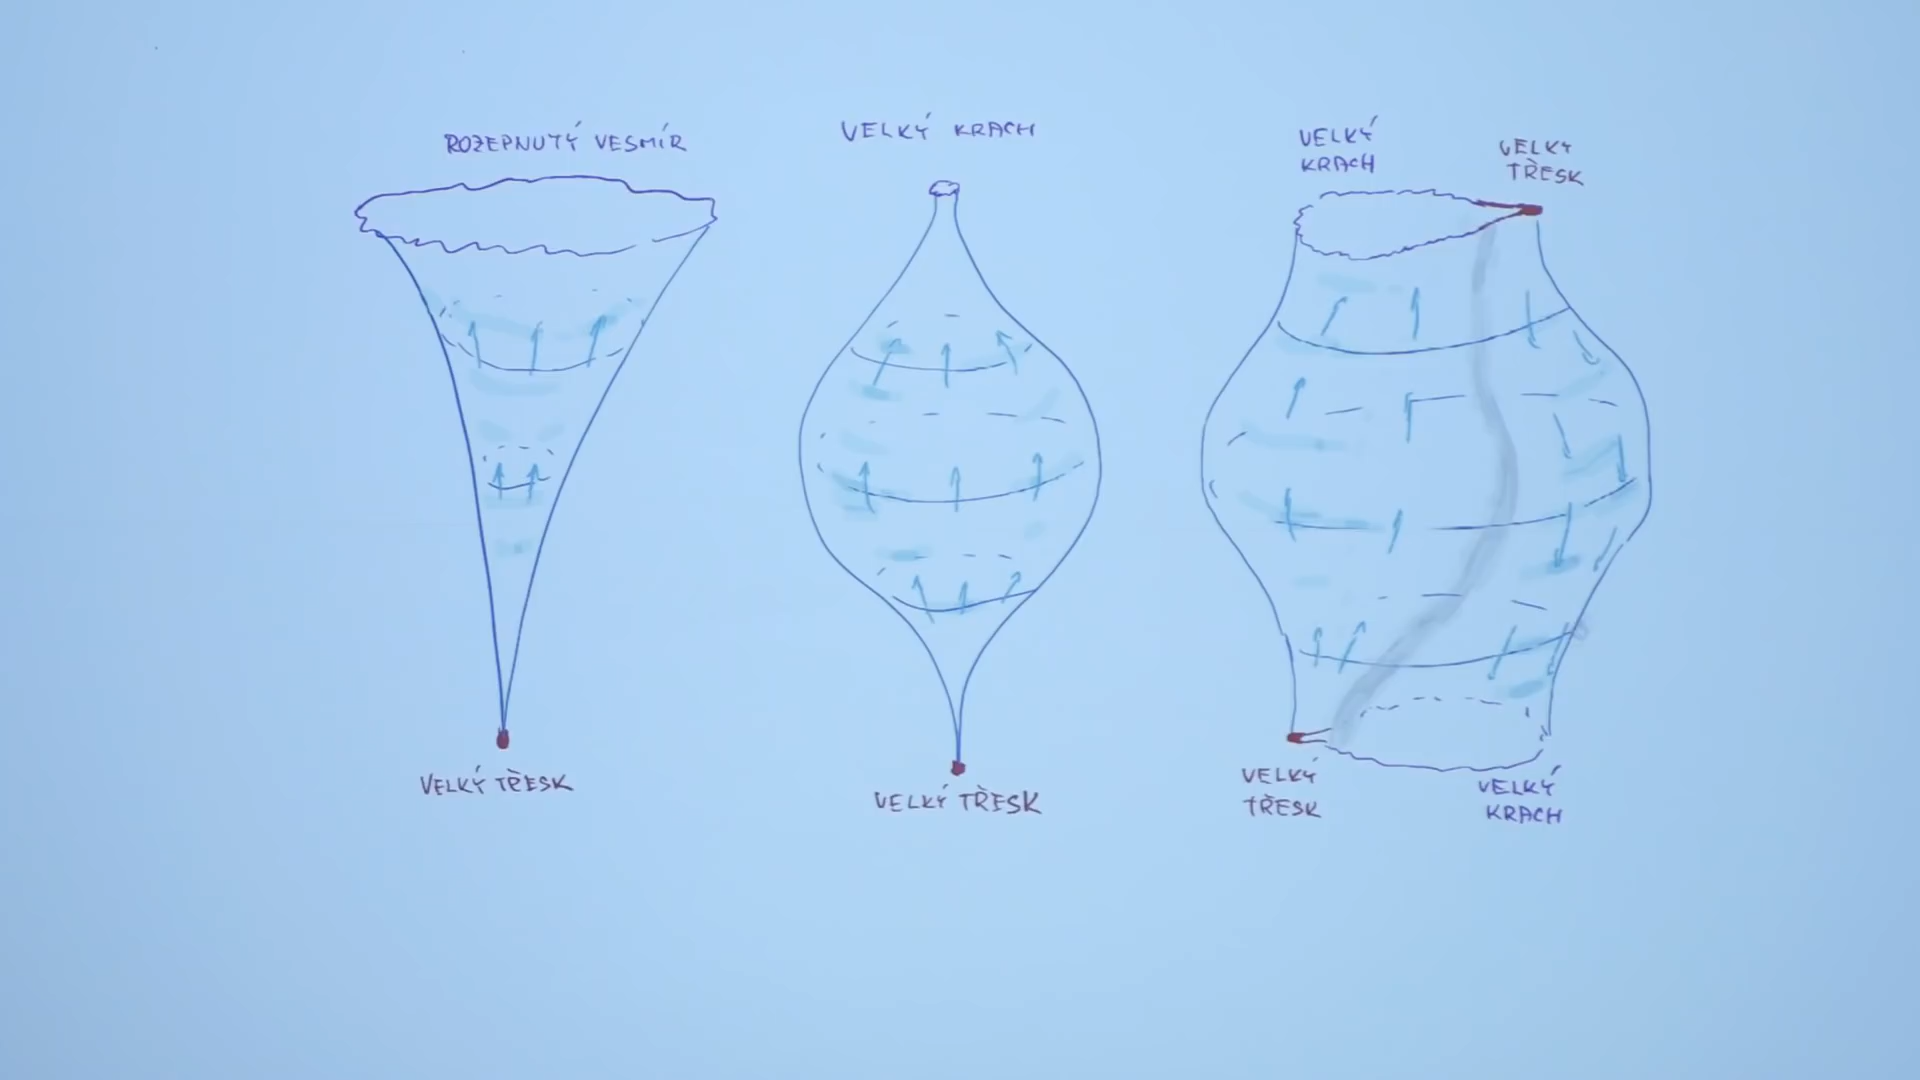 ROZEPNUTÝ VESMÍR
VELKÝ TŘESK
VELKÝ KRACH
VELKÝ TŘESK
VELKÝ
KRACH
VELKÝ
TŘESK
VELKÝ
TŘESK
VELKÝ
KRACH